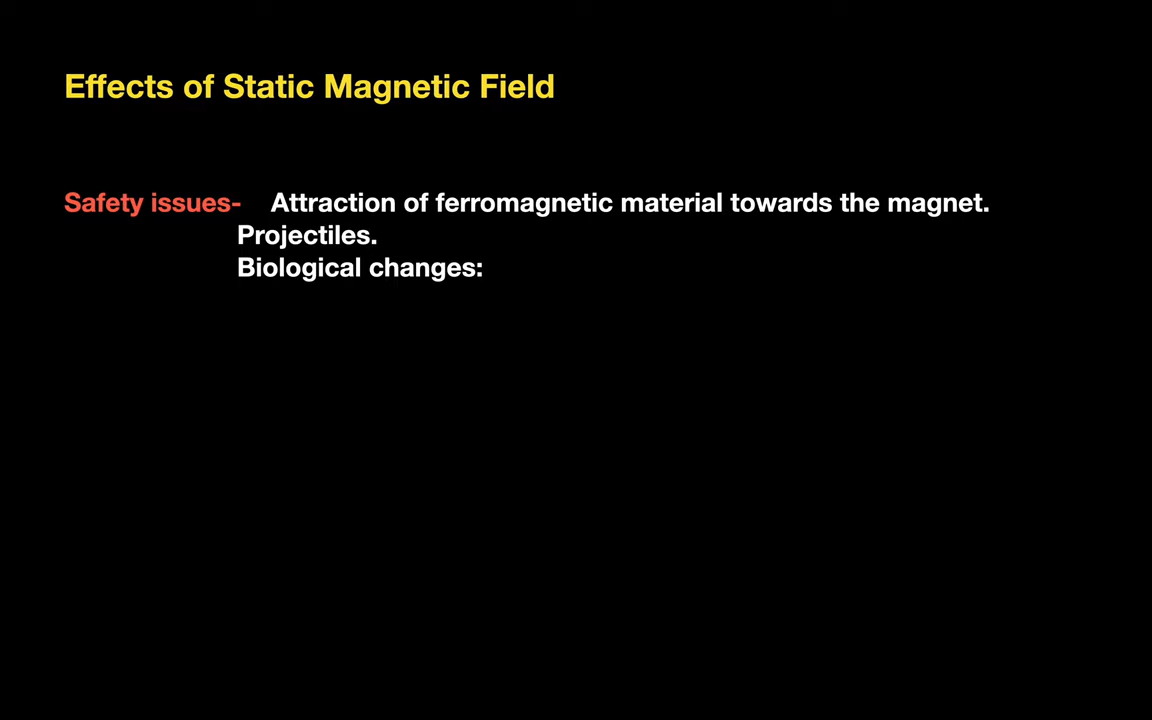 Effects of Static Magnetic Field
Safety issues- Attraction of ferromagnetic material towards the magnet.
Projectiles.
Biological changes: